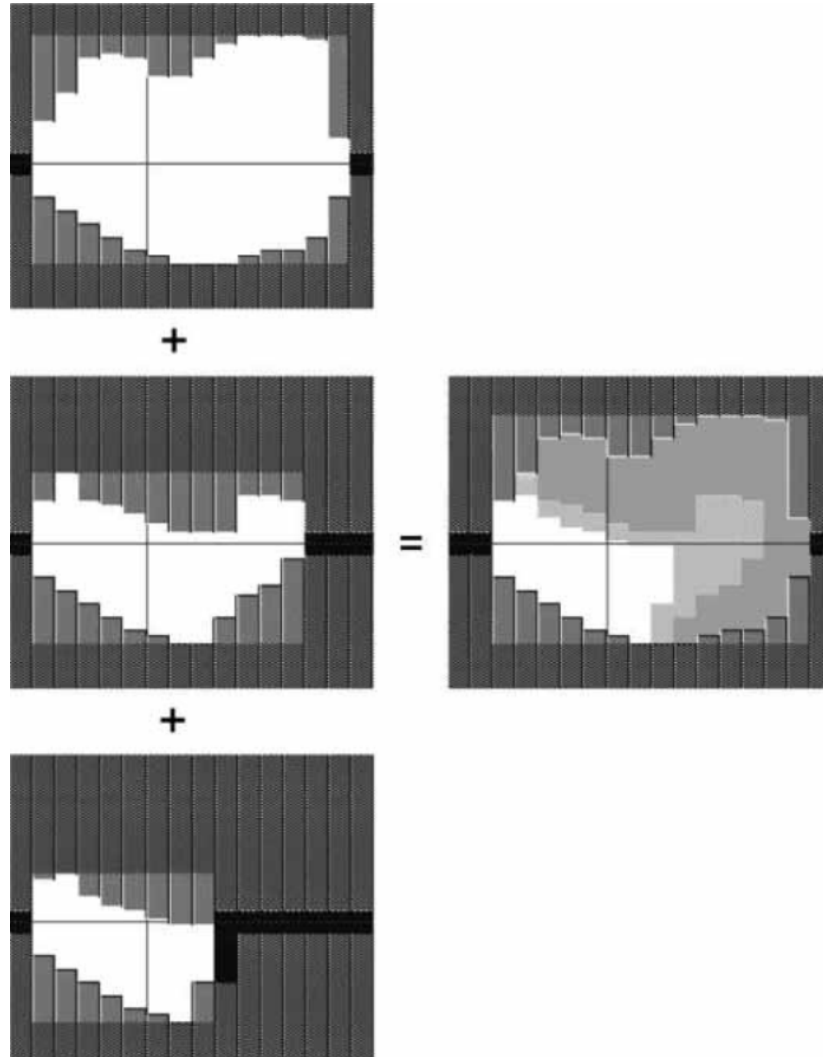 +
=
+